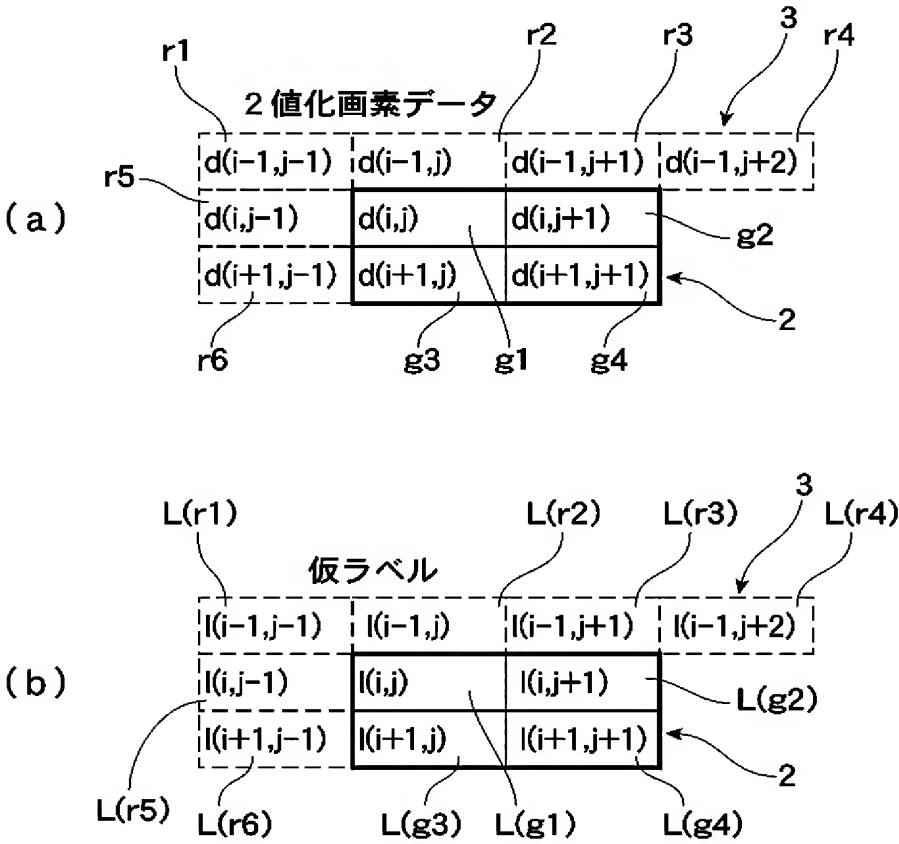 r1 r2 r3 3 r4
2値化画素データ
d(i-1,j-1) d(i-1,j) d(i-1,j+1) d(i-1,j+2)
r5
(a) d(i,j-1) d(i,j) d(i,j+1) g2
d(i+1,j-1) d(i+1,j) d(i+1,j+1) 2
r6 g3 g1 g4
L(r1) L(r2) L(r3) 3 L(r4)
仮ラベル
l(i-1,j-1) l(i-1,j) l(i-1,j+1) l(i-1,j+2)
(b) l(i,j-1) l(i,j) l(i,j+1) L(g2)
l(i+1,j-1) l(i+1,j) l(i+1,j+1) 2
L(r5) L(r6) L(g3) L(g1) L(g4)